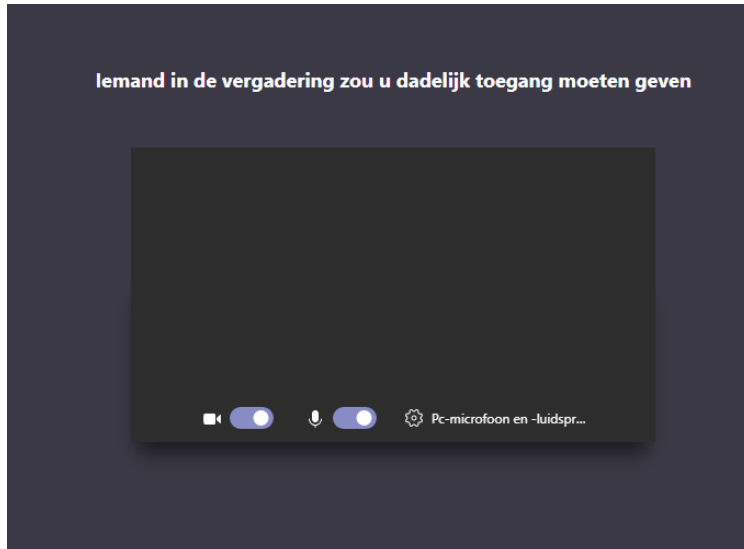 Iemand in de vergadering zou u dadelijk toegang moeten geven
Pc-microfoon en -luidspr...